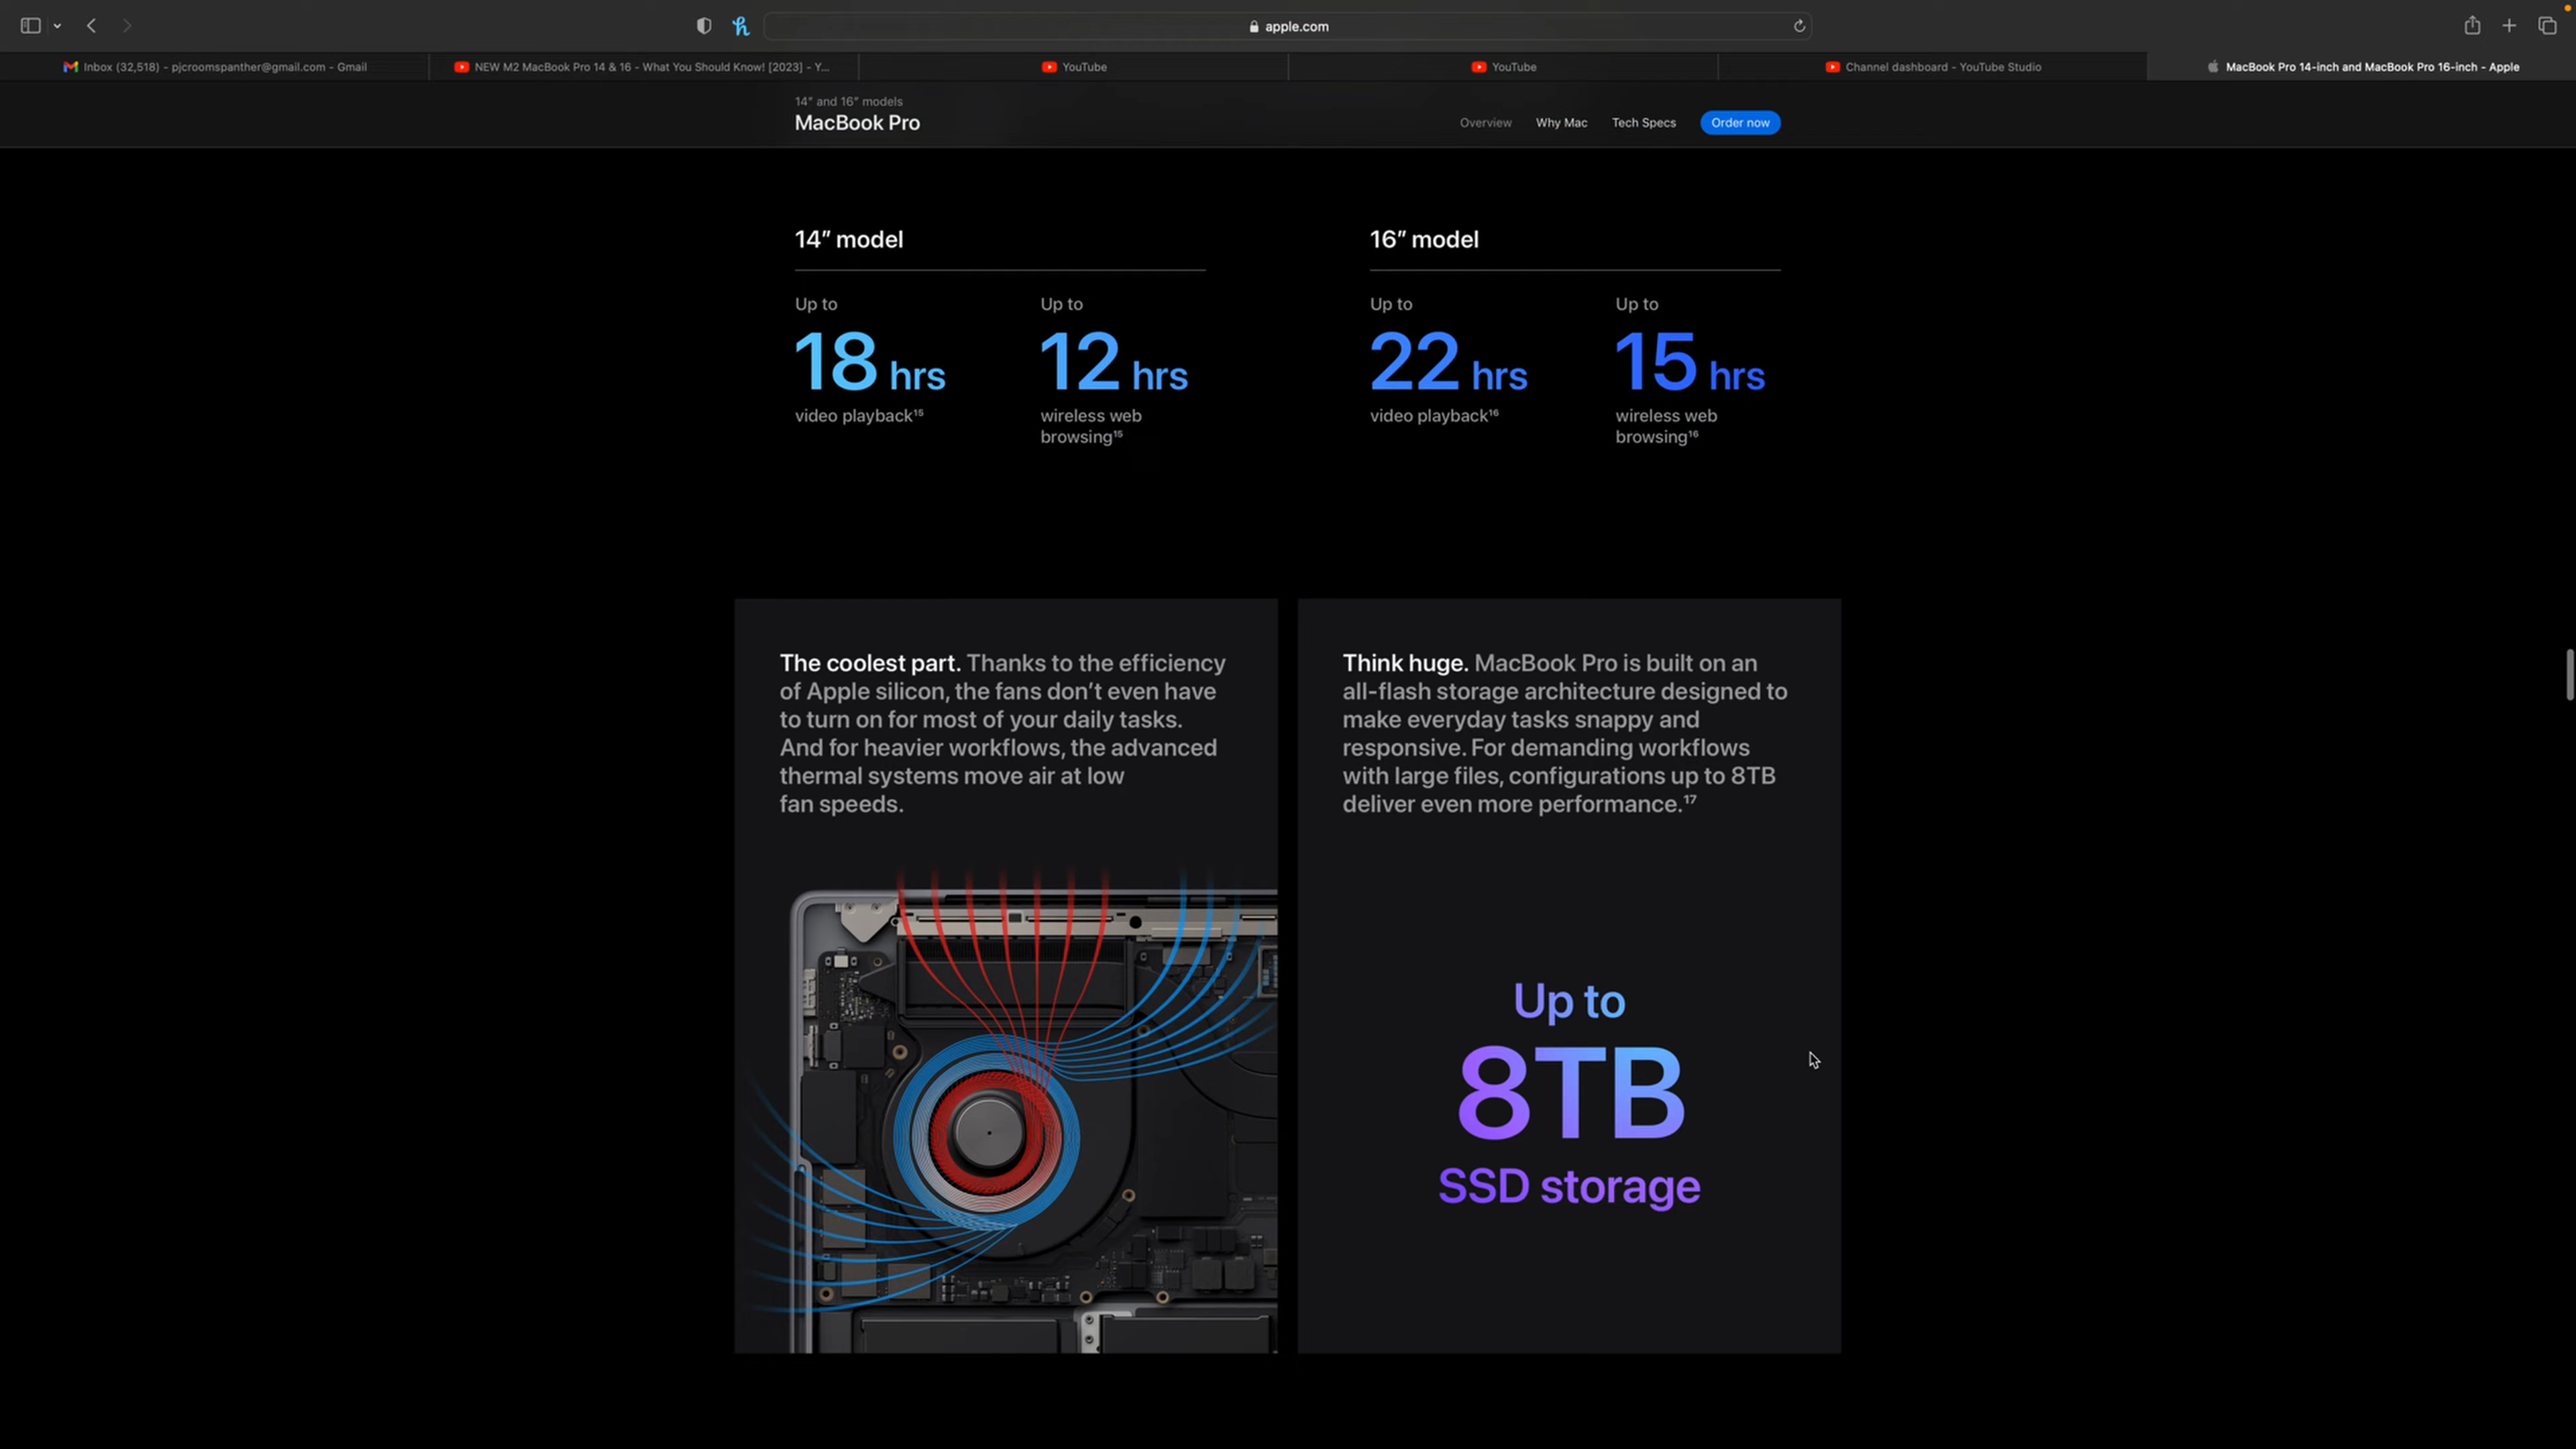 apple.com
Inbox (32,518) - pjcroomspanther@gmail.com - Gmail
NEW M2 MacBook Pro 14 & 16 - What You Should Know! [2023] - Y...
YouTube
YouTube
Channel dashboard - YouTube Studio
MacBook Pro 14-inch and MacBook Pro 16-inch - Apple
14" and 16" models
MacBook Pro
Overview
Why Mac
Tech Specs
Order now
14" model
Up to
18 hrs
video playback¹⁵
Up to
12 hrs
wireless web
browsing¹⁵
16" model
Up to
22 hrs
video playback¹⁶
Up to
15 hrs
wireless web
browsing¹⁶
The coolest part. Thanks to the efficiency
of Apple silicon, the fans don't even have
to turn on for most of your daily tasks.
And for heavier workflows, the advanced
thermal systems move air at low
fan speeds.
Think huge. MacBook Pro is built on an
all-flash storage architecture designed to
make everyday tasks snappy and
responsive. For demanding workflows
with large files, configurations up to 8TB
deliver even more performance.¹⁷
Up to
8TB
SSD storage